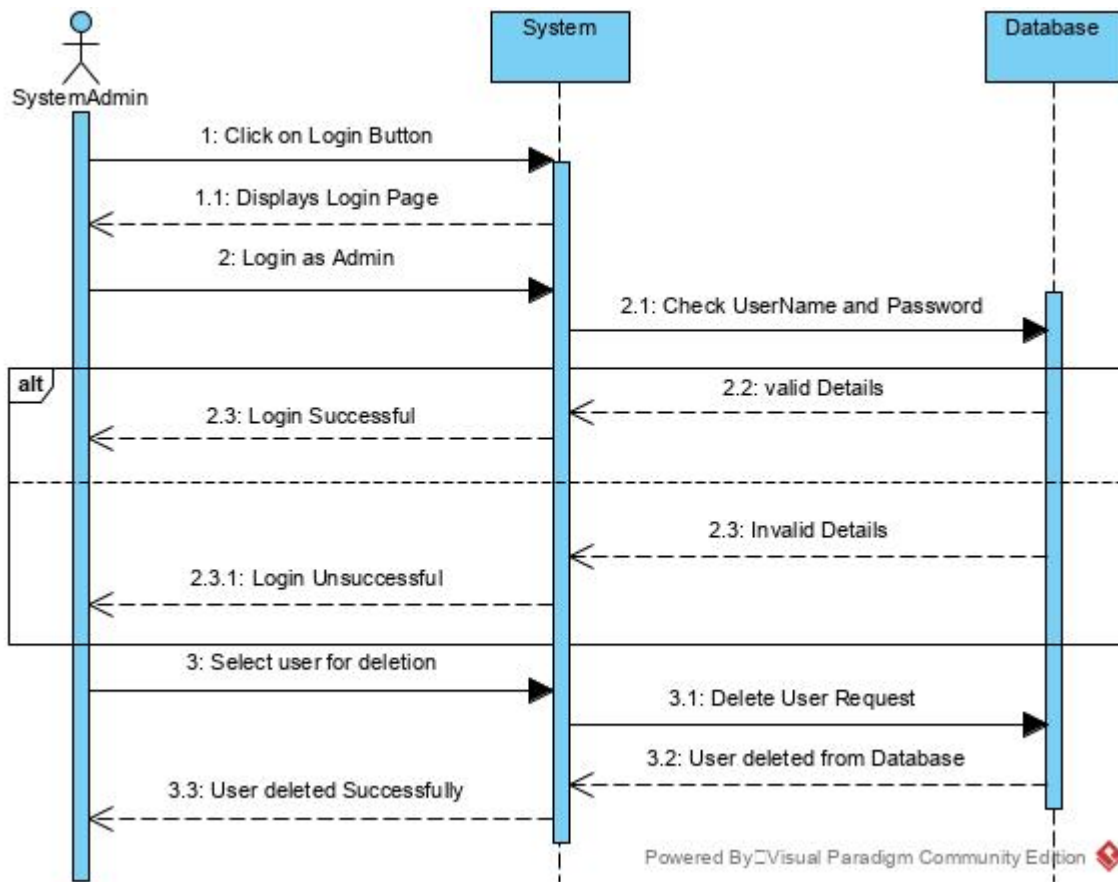 System
Database
SystemAdmin
1: Click on Login Button
1.1: Displays Login Page
2: Login as Admin
2.1: Check UserName and Password
alt
2.2: valid Details
2.3: Login Successful
2.3: Invalid Details
2.3.1: Login Unsuccessful
3: Select user for deletion
3.1: Delete User Request
3.2: User deleted from Database
3.3: User deleted Successfully
Powered By□Visual Paradigm Community Edition